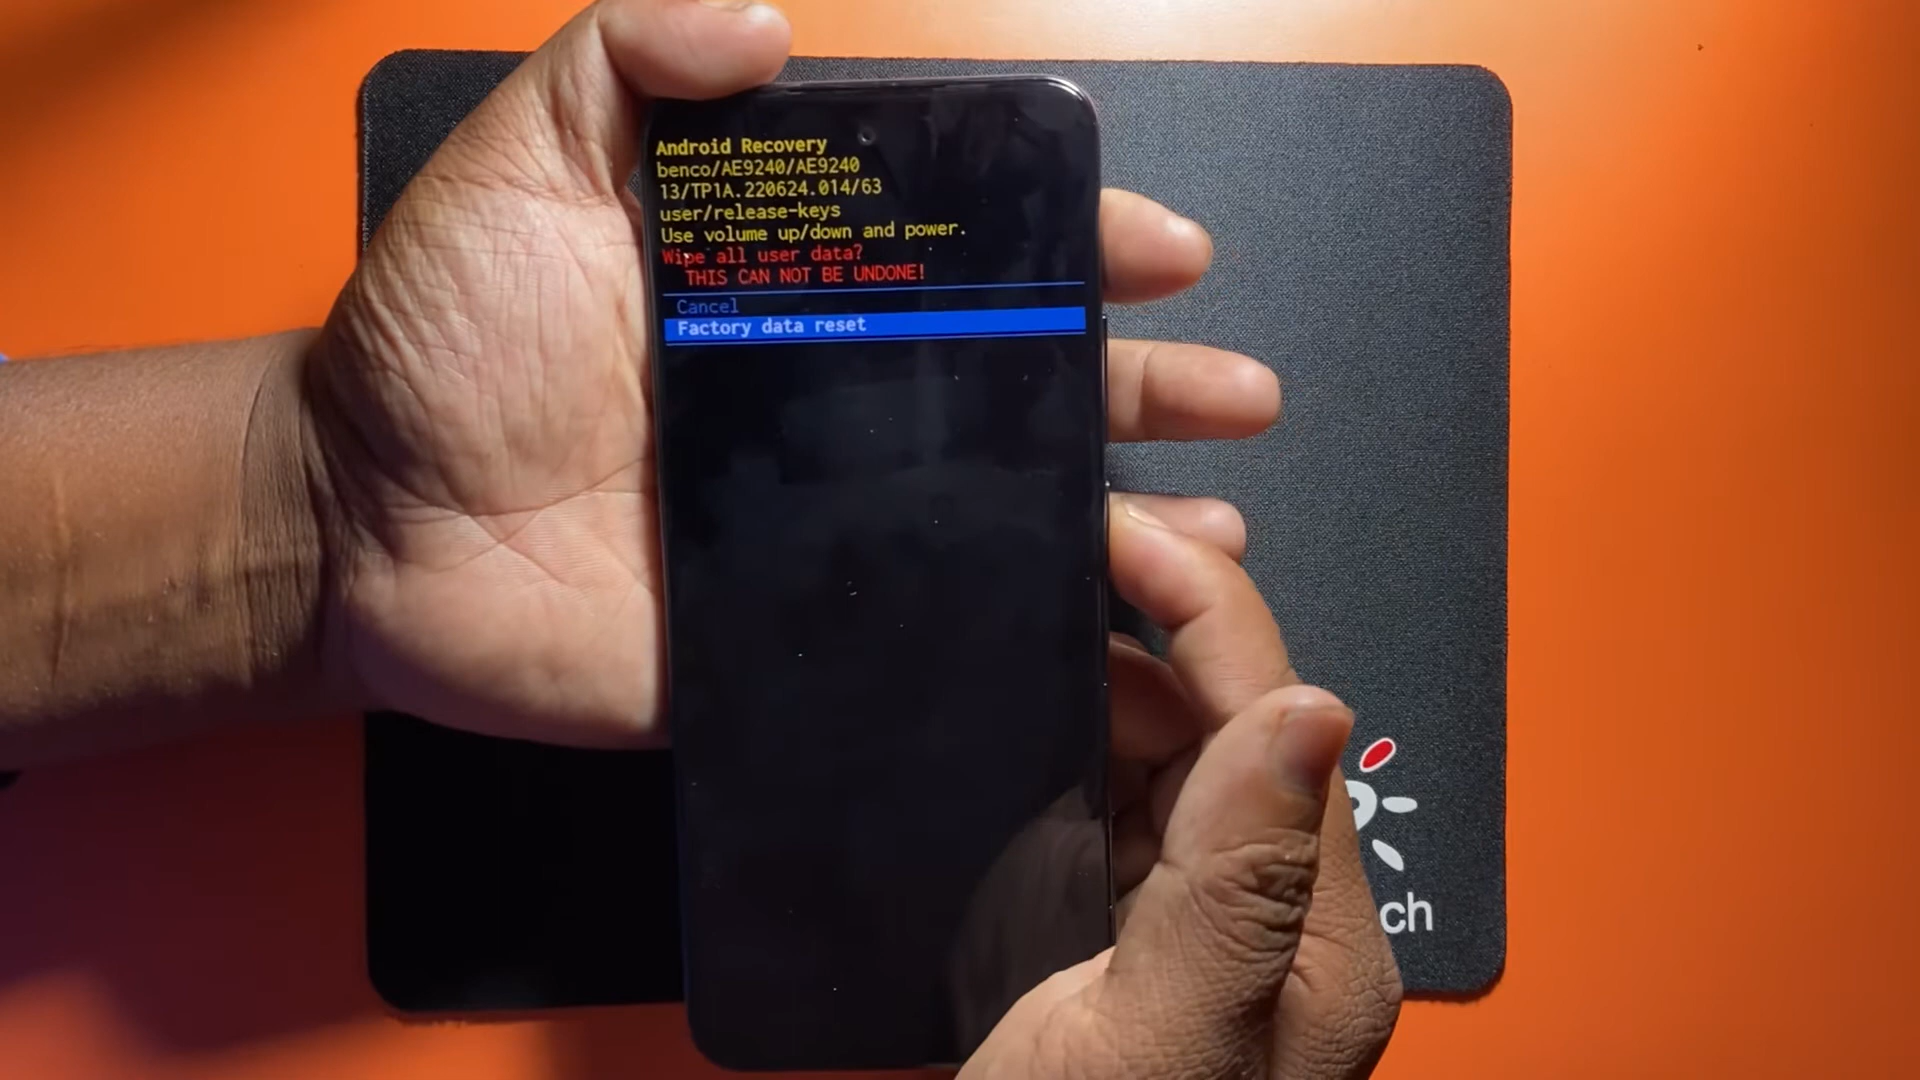 Android Recovery
benco/AE9240/AE9240
13/TP1A.220624.014/63
user/release-keys
Use volume up/down and power.
Wipe all user data?
THIS CAN NOT BE UNDONE!
Cancel
Factory data reset
ch